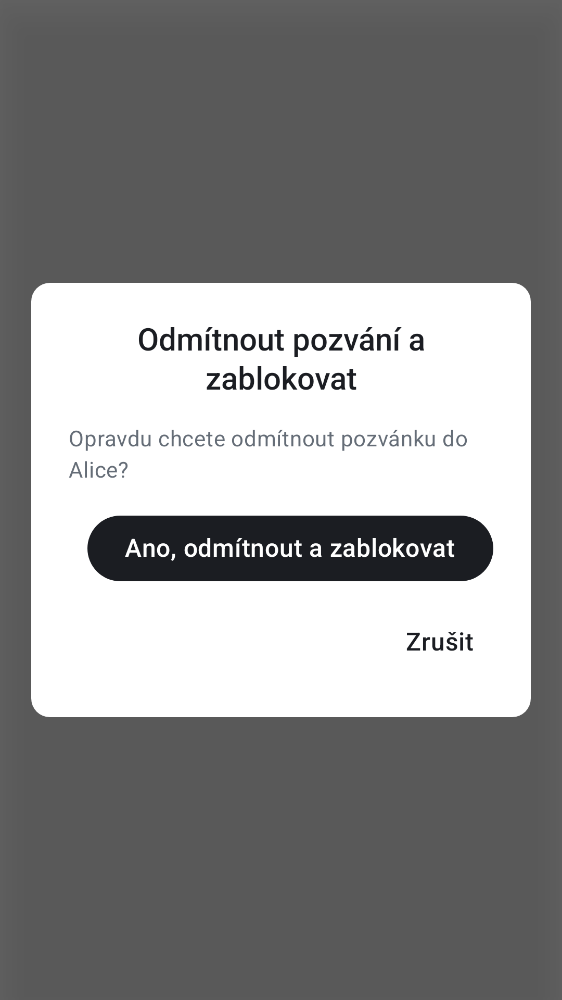 Odmítnout pozvání a
zablokovat
Opravdu chcete odmítnout pozvánku do
Alice?
Ano, odmítnout a zablokovat
Zrušit